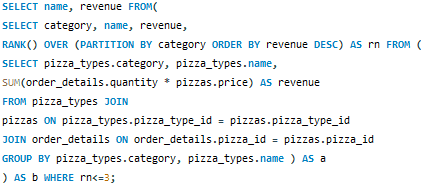 SELECT name, revenue FROM(
SELECT category, name, revenue,
RANK() OVER (PARTITION BY category ORDER BY revenue DESC) AS rn FROM (
SELECT pizza_types.category, pizza_types.name,
SUM(order_details.quantity * pizzas.price) AS revenue
FROM pizza_types JOIN
pizzas ON pizza_types.pizza_type_id = pizzas.pizza_type_id
JOIN order_details ON order_details.pizza_id = pizzas.pizza_id
GROUP BY pizza_types.category, pizza_types.name ) AS a
) AS b WHERE rn<=3;